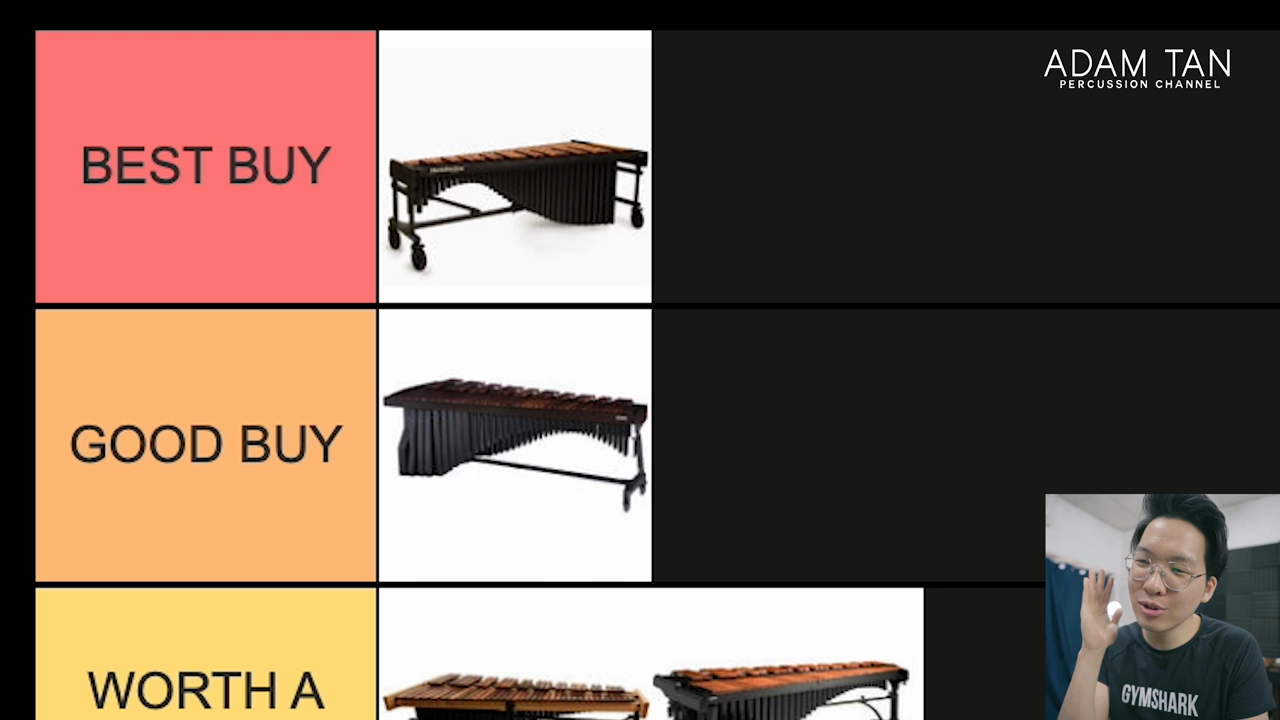 ADAM TAN
PERCUSSION CHANNEL
BEST BUY
GOOD BUY
WORTH A
GYMSHARK